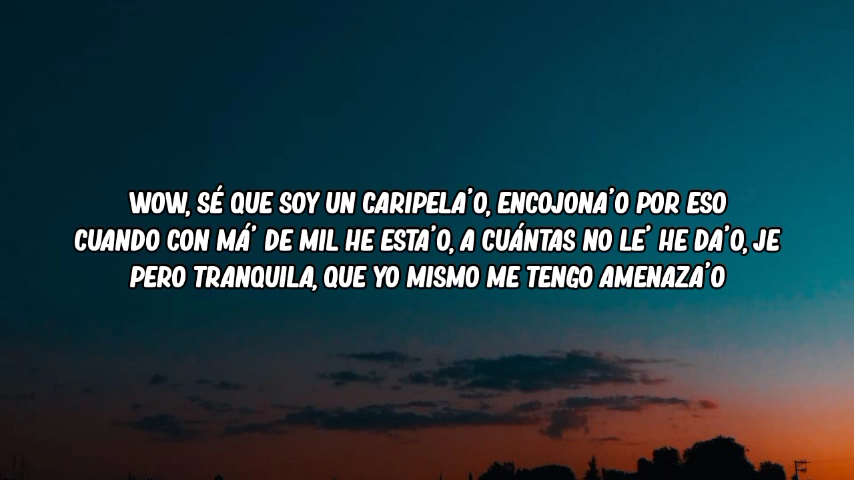 WOW, SÉ QUE SOY UN CARIPELA'O, ENCOJONA'O POR ESO
CUANDO CON MÁ' DE MIL HE ESTA'O, A CUÁNTAS NO LE' HE DA'O, JE
PERO TRANQUILA, QUE YO MISMO ME TENGO AMENAZA'O